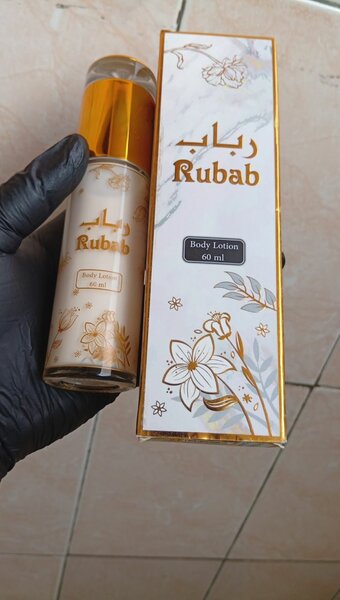 رباب
Rubab
Body Lotion
60 ml
رباب
Rubab
Body Lotion
60 ml